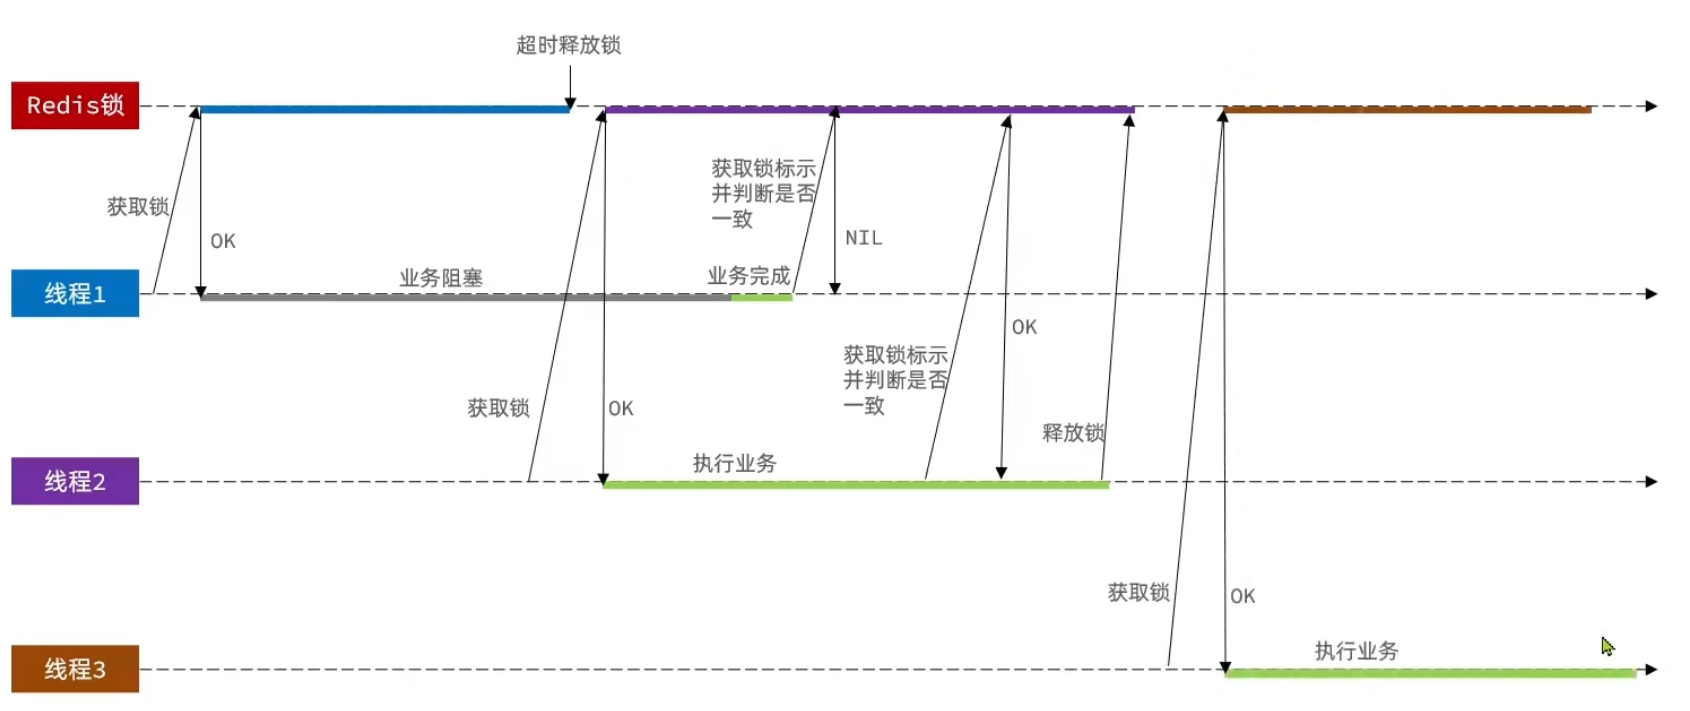 超时释放锁
Redis锁
获取锁标示
并判断是否
一致
获取锁
OK
NIL
线程1
业务阻塞
业务完成
OK
获取锁标示
并判断是否
一致
获取锁
OK
释放锁
线程2
执行业务
获取锁
OK
线程3
执行业务